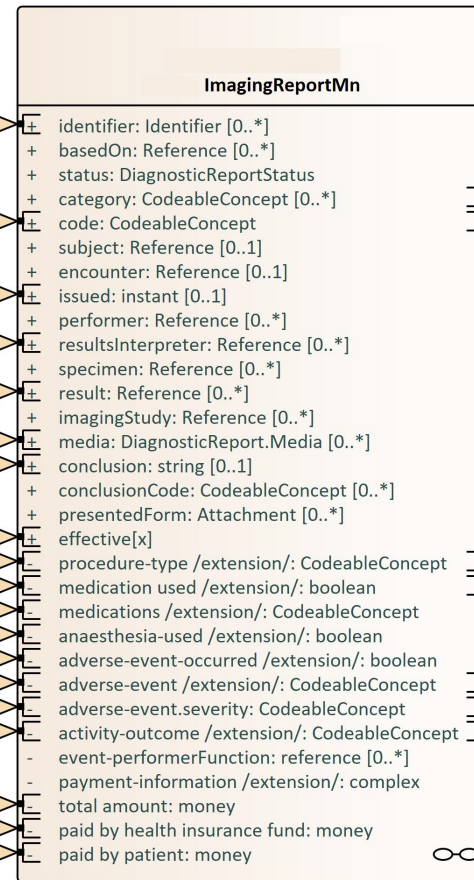 ImagingReportMn
+ identifier: Identifier [0..*]
+ basedOn: Reference [0..*]
+ status: DiagnosticReportStatus
+ category: CodeableConcept [0..*]
+ code: CodeableConcept
+ subject: Reference [0..1]
+ encounter: Reference [0..1]
+ issued: instant [0..1]
+ performer: Reference [0..*]
+ resultsInterpreter: Reference [0..*]
+ specimen: Reference [0..*]
+ result: Reference [0..*]
+ imagingStudy: Reference [0..*]
+ media: DiagnosticReport.Media [0..*]
+ conclusion: string [0..1]
+ conclusionCode: CodeableConcept [0..*]
+ presentedForm: Attachment [0..*]
+ effective[x]
- procedure-type /extension/: CodeableConcept
- medication used /extension/: boolean
- medications /extension/: CodeableConcept
- anaesthesia-used /extension/: boolean
- adverse-event-occurred /extension/: boolean
- adverse-event /extension/: CodeableConcept
- adverse-event.severity: CodeableConcept
- activity-outcome /extension/: CodeableConcept
- event-performerFunction: reference [0..*]
- payment-information /extension/: complex
- total amount: money
- paid by health insurance fund: money
- paid by patient: money